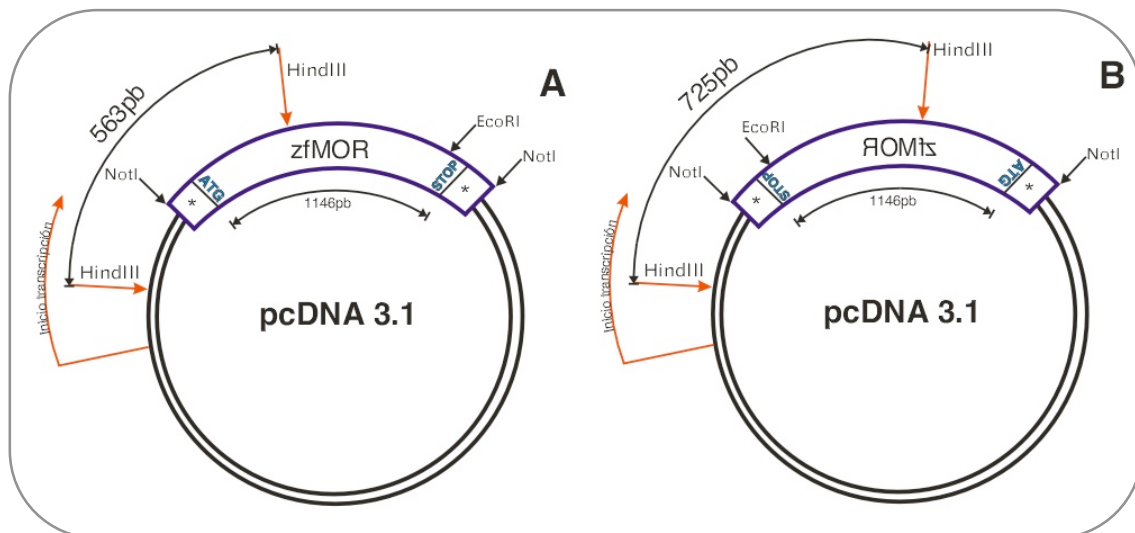 A
563pb
HindIII
EcoRI
NotI
NotI
zfMOR
ATG
STOP
*
*
1146pb
HindIII
Inicio transcripción
pcDNA 3.1
B
725pb
HindIII
EcoRI
NotI
NotI
zfMOR
STOP
ATG
*
*
1146pb
HindIII
Inicio transcripción
pcDNA 3.1